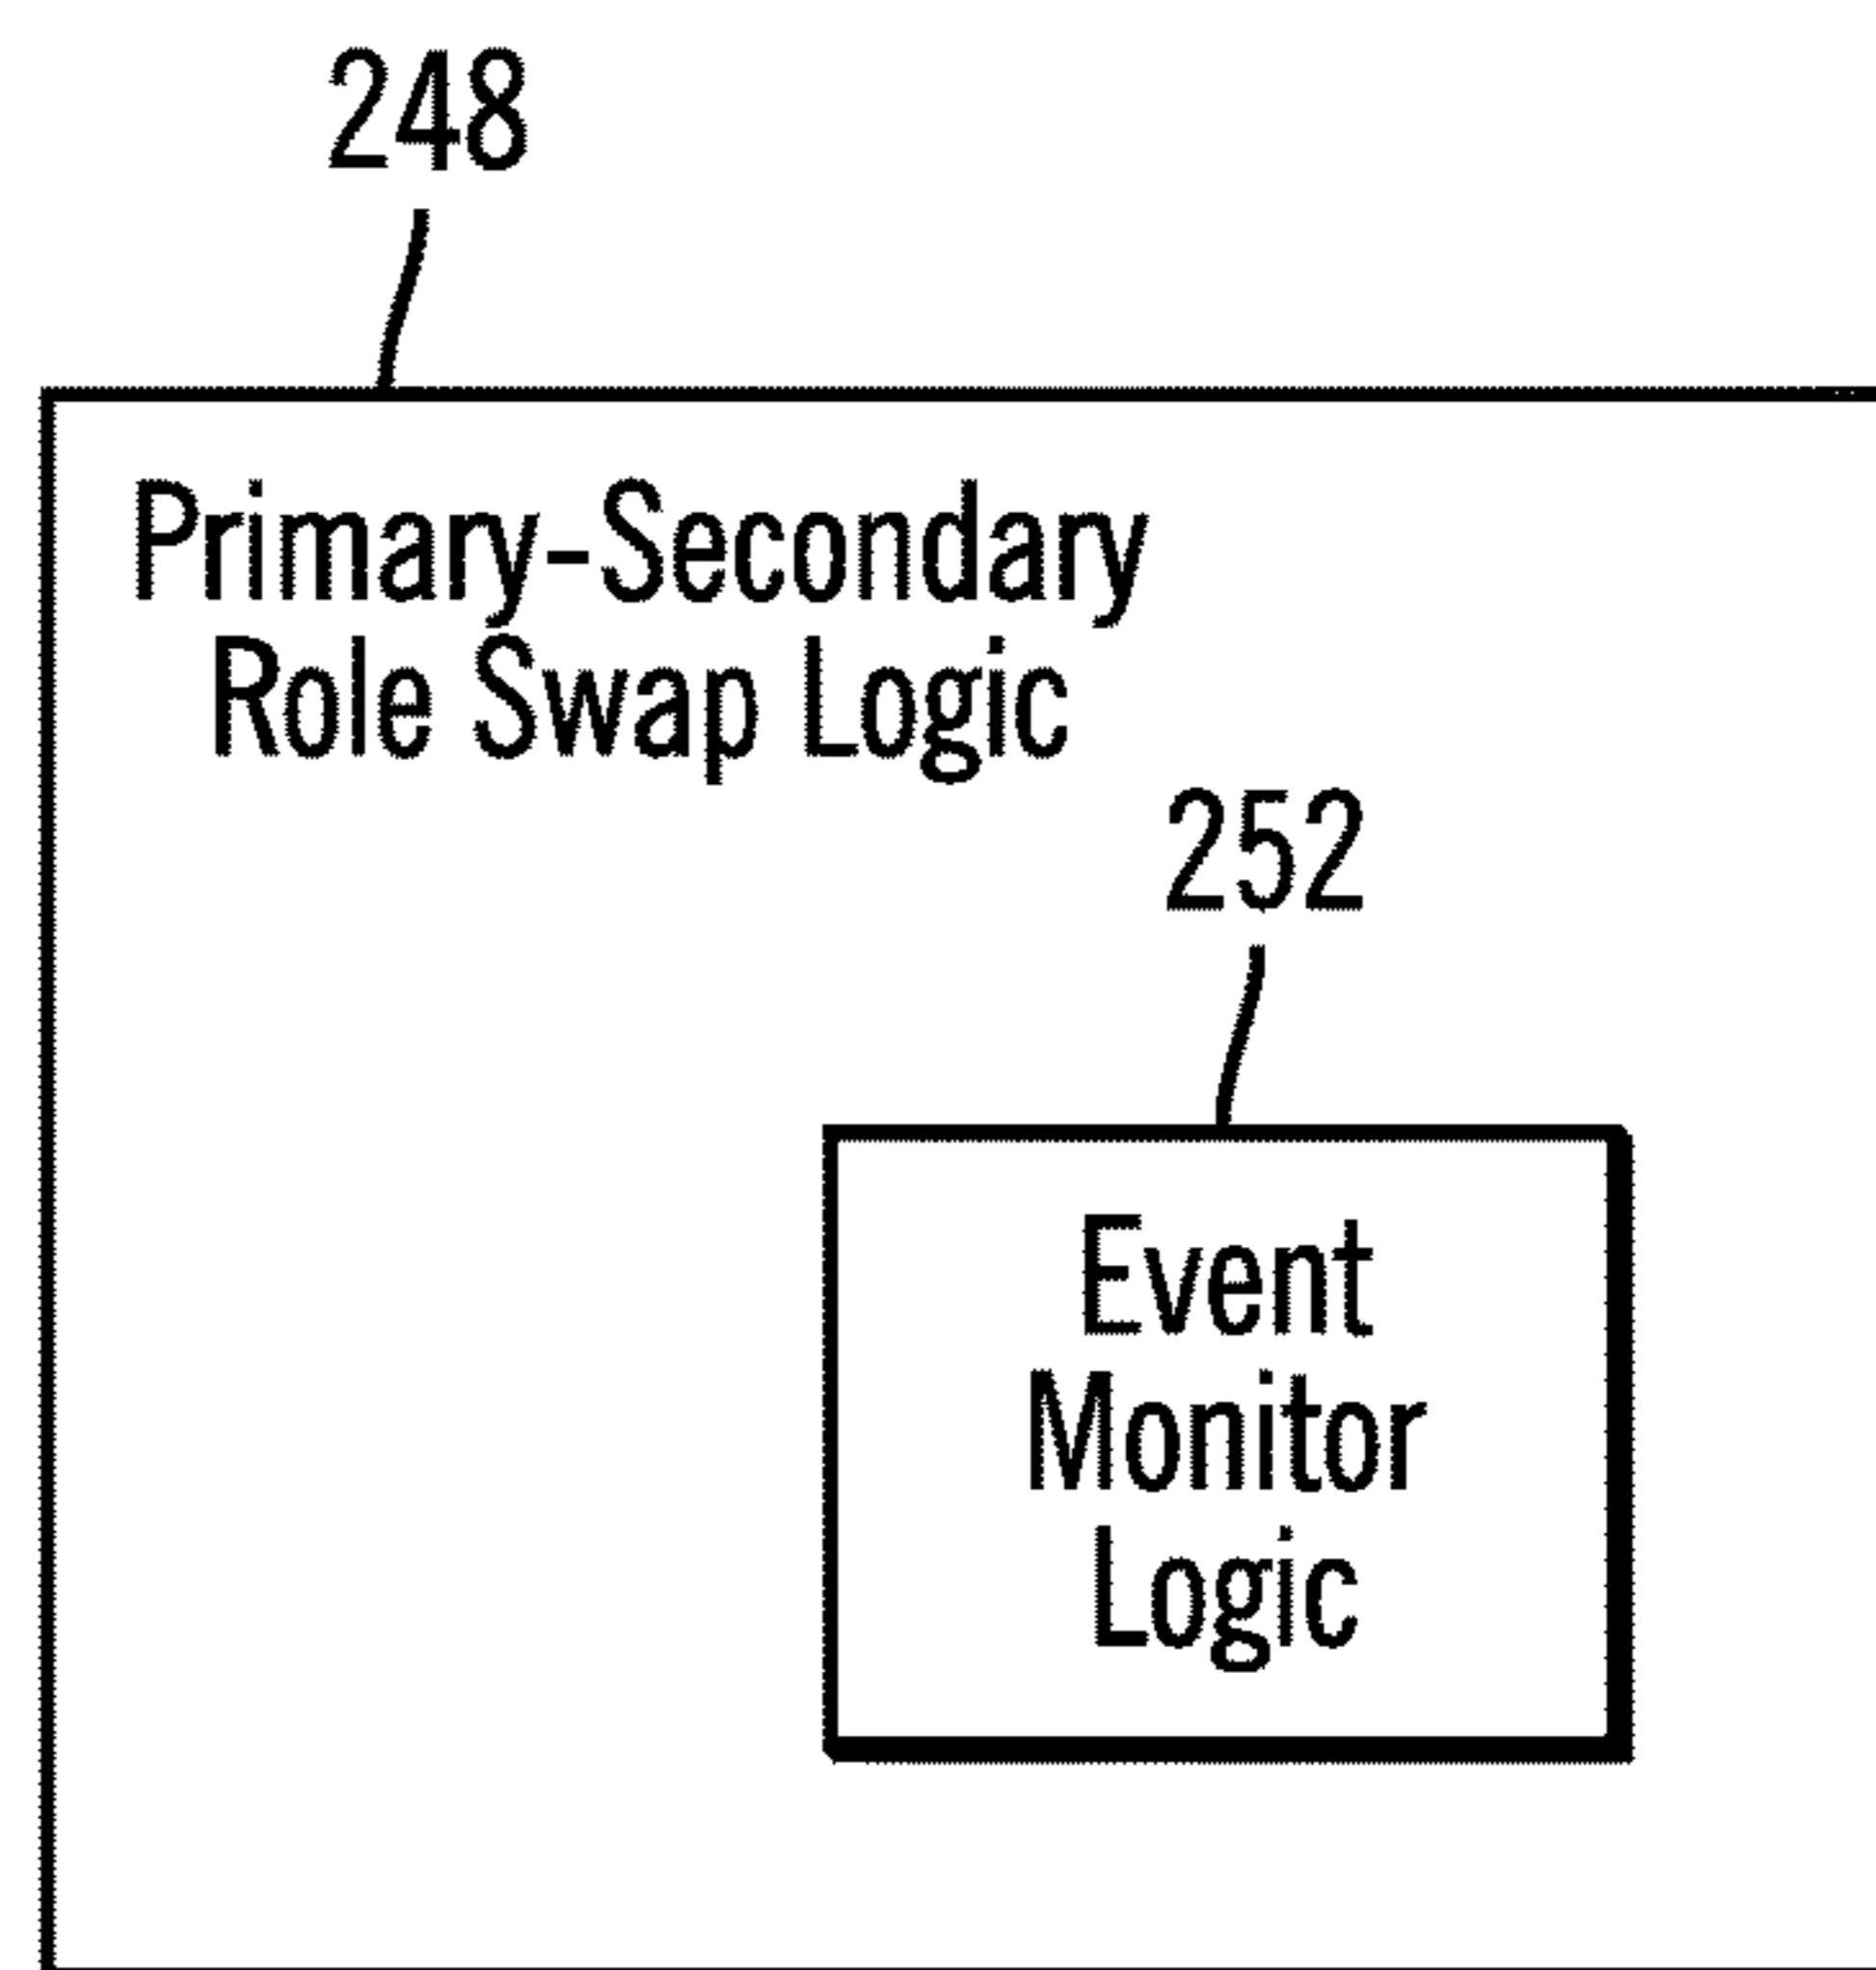 248
Primary-Secondary
Role Swap Logic
252
Event
Monitor
Logic